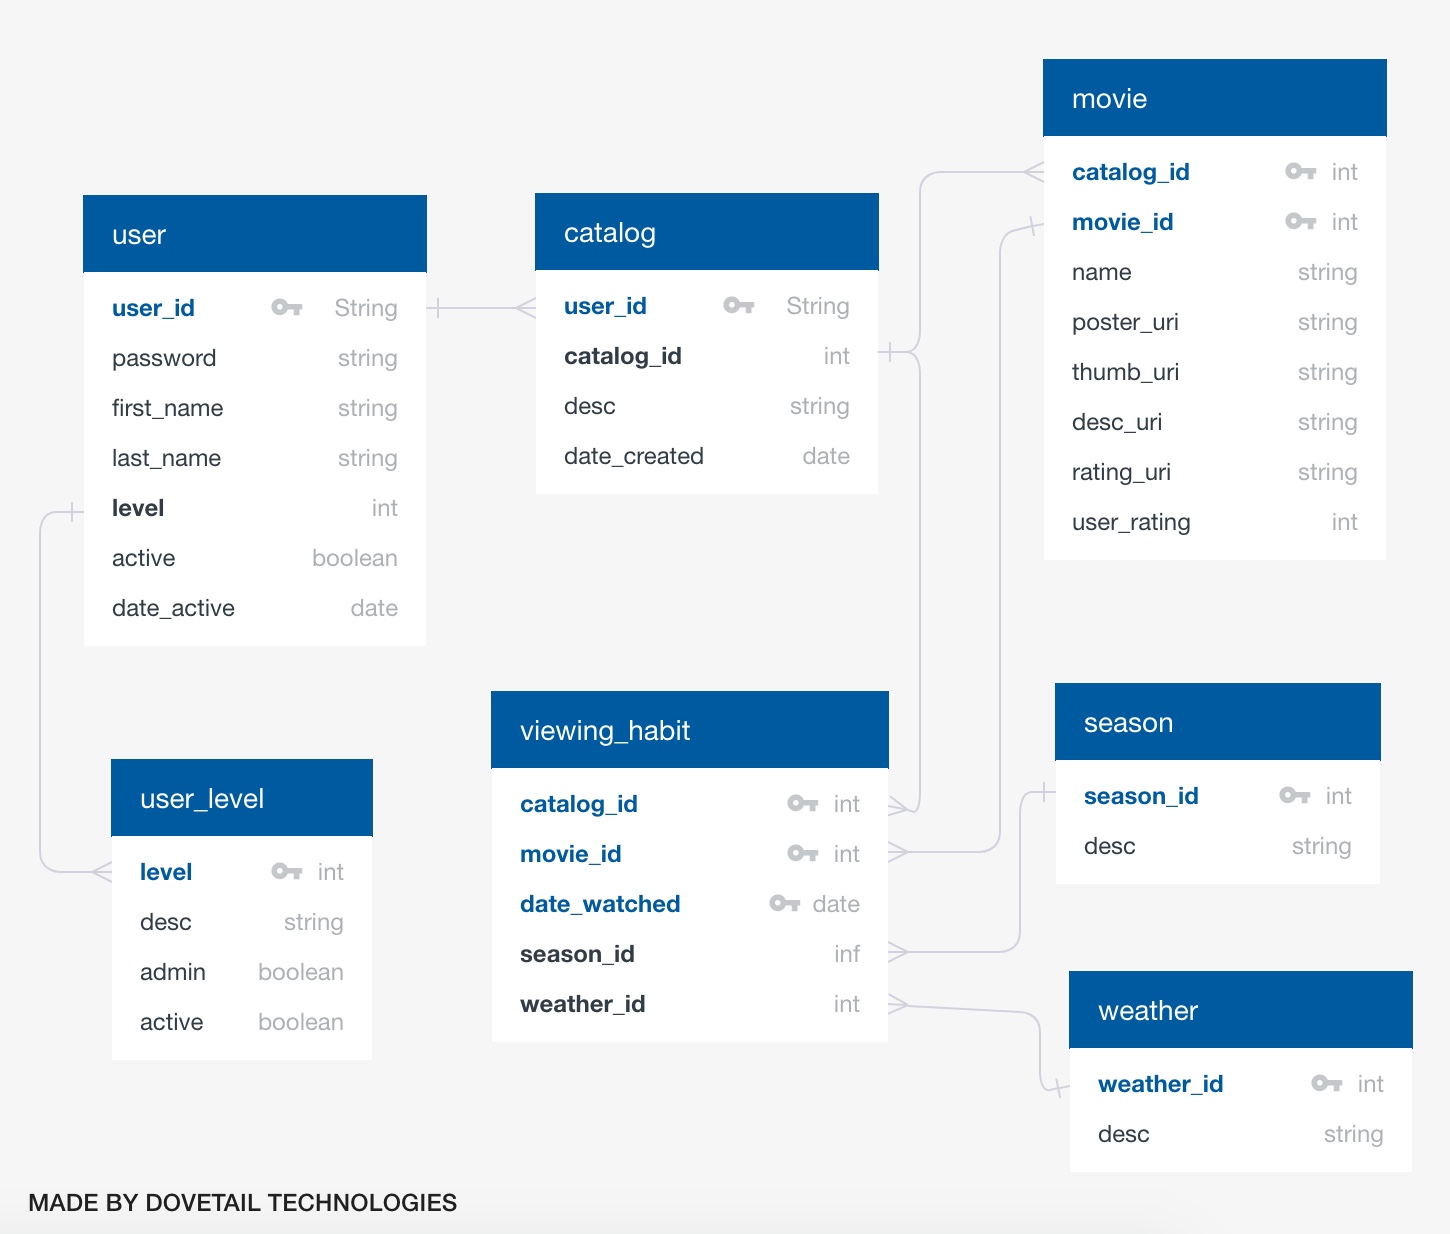 user
user_id String
password string
first_name string
last_name string
level int
active boolean
date_active date
catalog
user_id String
catalog_id int
desc string
date_created date
movie
catalog_id int
movie_id int
name string
poster_uri string
thumb_uri string
desc_uri string
rating_uri string
user_rating int
user_level
level int
desc string
admin boolean
active boolean
viewing_habit
catalog_id int
movie_id int
date_watched date
season_id inf
weather_id int
season
season_id int
desc string
weather
weather_id int
desc string
MADE BY DOVETAIL TECHNOLOGIES